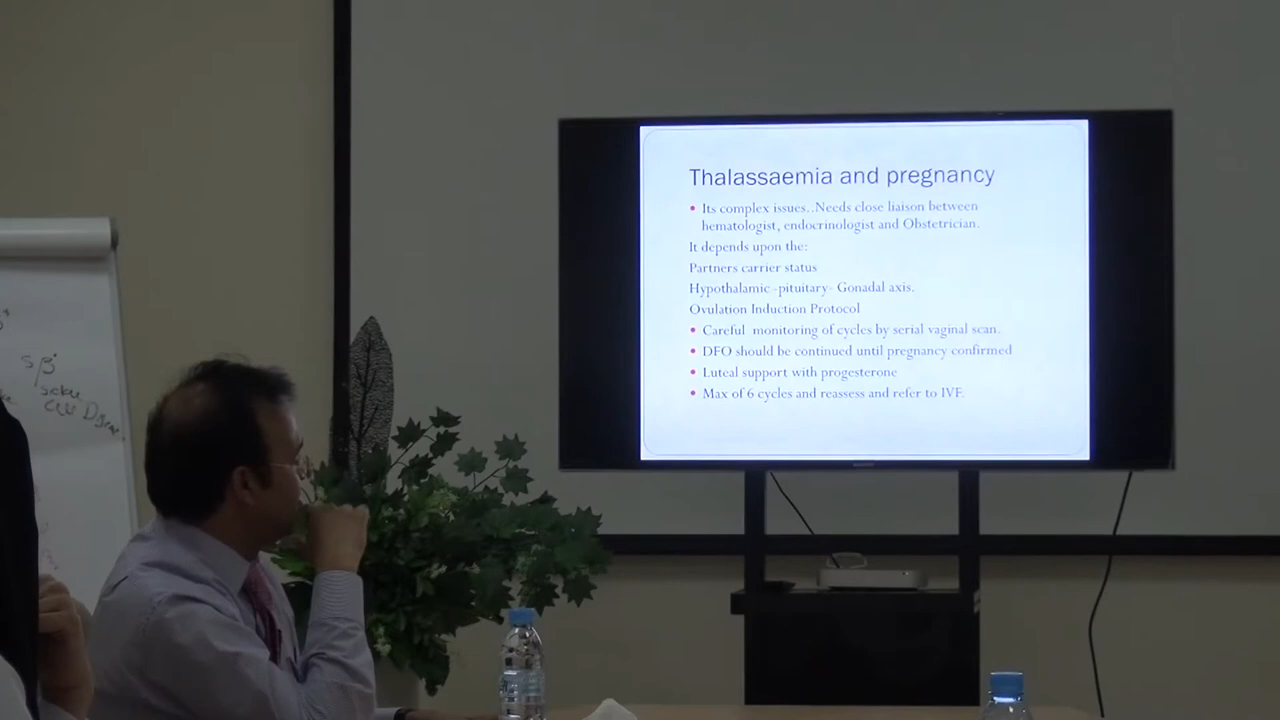 Thalassaemia and pregnancy
• Its complex issues..Needs close liaison between
hematologist, endocrinologist and Obstetrician.
It depends upon the:
Partners carrier status
Hypothalamic -pituitary- Gonadal axis.
Ovulation Induction Protocol
• Careful monitoring of cycles by serial vaginal scan.
• DFO should be continued until pregnancy confirmed
• Luteal support with progesterone
• Max of 6 cycles and reassess and refer to IVF.